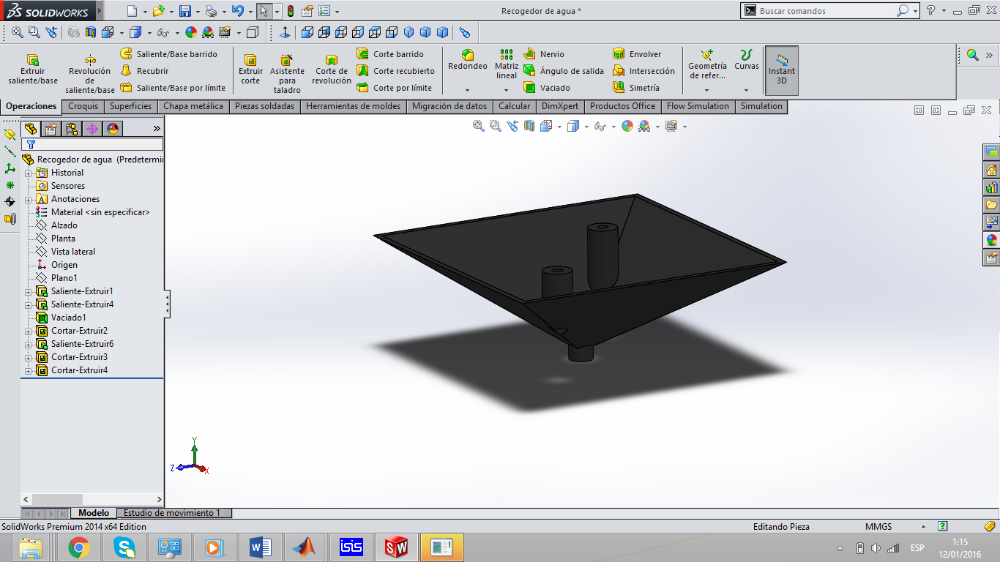 SOLIDWORKS
Recogedor de agua *
Buscar comandos
Extruir saliente/base
Revolución de saliente/base
Saliente/Base barrido
Recubrir
Saliente/Base por límite
Extruir corte
Asistente para taladro
Corte de revolución
Corte barrido
Corte recubierto
Corte por límite
Redondeo
Matriz lineal
Nervio
Ángulo de salida
Vaciado
Envolver
Intersección
Simetría
Geometría de refer...
Curvas
Instant 3D
Operaciones
Croquis
Superficies
Chapa metálica
Piezas soldadas
Herramientas de moldes
Migración de datos
Calcular
DimXpert
Productos Office
Flow Simulation
Simulation
Recogedor de agua (Predetermi
Historial
Sensores
Anotaciones
Material <sin especificar>
Alzado
Planta
Vista lateral
Origen
Plano1
Saliente-Extruir1
Saliente-Extruir4
Vaciado1
Cortar-Extruir2
Saliente-Extruir6
Cortar-Extruir3
Cortar-Extruir4
Y
Z
X
Modelo
Estudio de movimiento 1
SolidWorks Premium 2014 x64 Edition
Editando Pieza
MMGS
isis
SW
ESP
1:15
12/01/2016